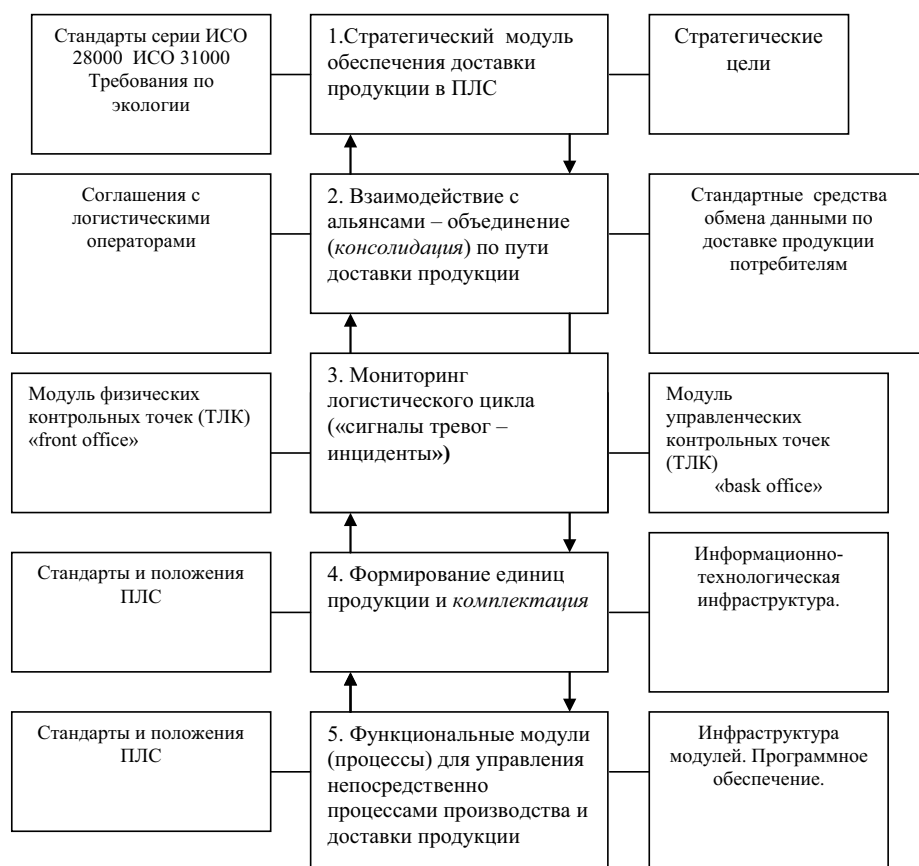 Стандарты серии ИСО
28000 ИСО 31000
Требования по
экологии
1.Стратегический модуль
обеспечения доставки
продукции в ПЛС
Стратегические
цели
Соглашения с
логистическими
операторами
2. Взаимодействие с
альянсами – объединение
(консолидация) по пути
доставки продукции
Стандартные средства
обмена данными по
доставке продукции
потребителям
Модуль физических
контрольных точек (ТЛК)
«front office»
3. Мониторинг
логистического цикла
(«сигналы тревог –
инциденты»)
Модуль
управленческих
контрольных точек
(ТЛК)
«bask office»
Стандарты и положения
ПЛС
4. Формирование единиц
продукции и комплектация
Информационно-
технологическая
инфраструктура.
Стандарты и положения
ПЛС
5. Функциональные модули
(процессы) для управления
непосредственно
процессами производства и
доставки продукции
Инфраструктура
модулей. Программное
обеспечение.